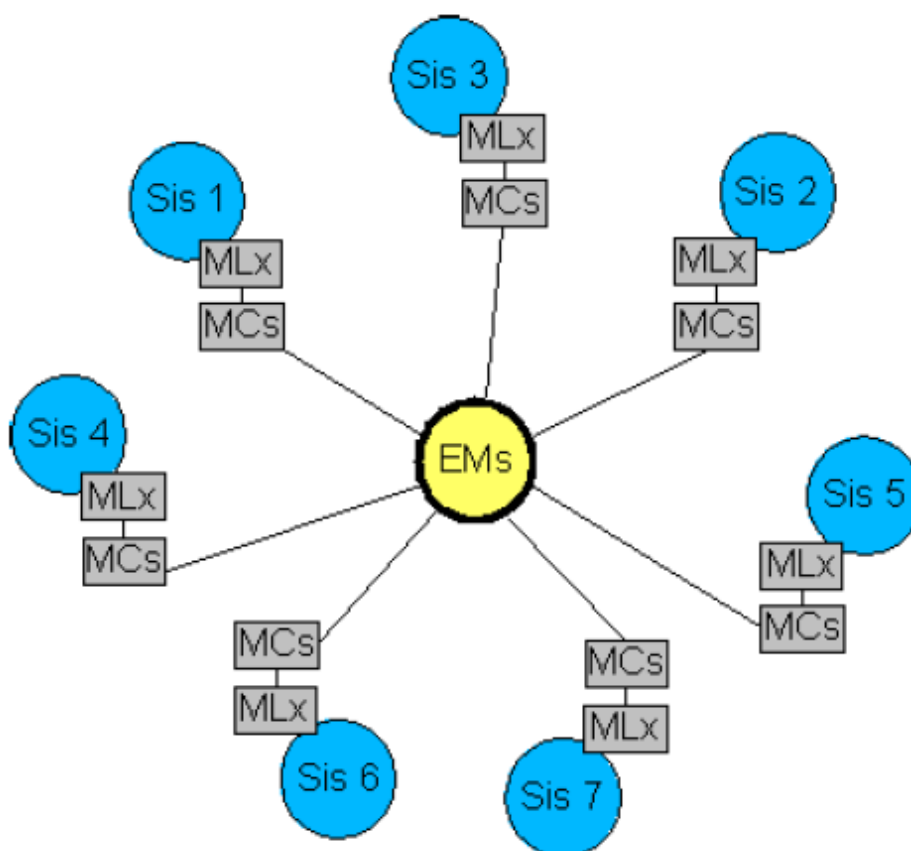 Sis 3
MLx
MCs
Sis 1
MLx
MCs
Sis 2
MLx
MCs
Sis 4
MLx
MCs
EMs
Sis 5
MLx
MCs
MCs
MLx
Sis 6
MCs
MLx
Sis 7